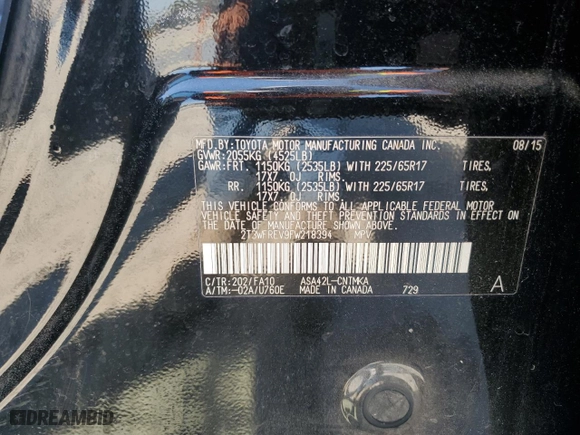 MFD.BY:TOYOTA MOTOR MANUFACTURING CANADA INC. 08/15
GVWR: 2055KG (4525LB)
GAWR:FRT. 1150KG (2535LB) WITH 225/65R17 TIRES,
17X7.0J RIMS.
RR. 1150KG (2535LB) WITH 225/65R17 TIRES,
17X7.0J RIMS.
THIS VEHICLE CONFORMS TO ALL APPLICABLE FEDERAL MOTOR
VEHICLE SAFETY AND THEFT PREVENTION STANDARDS IN EFFECT ON
THE DATE OF MANUFACTURE SHOWN ABOVE.
2T3WFREV9FW218394 MPV
C/TR:202/FA10 ASA42L-CNTMKA
A/TM:-02A/U760E MADE IN CANADA 729 A
DREAMBID